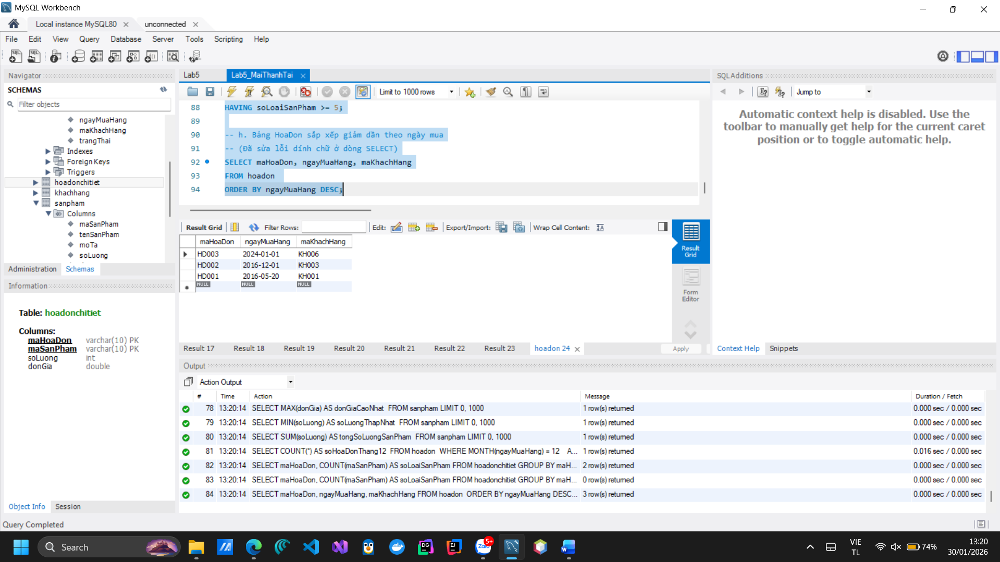 MySQL Workbench
Local instance MySQL80
unconnected
File Edit View Query Database Server Tools Scripting Help
Navigator
SCHEMAS
Filter objects
ngayMuaHang
maKhachHang
trangThai
Indexes
Foreign Keys
Triggers
hoadonchitiet
khachhang
sanpham
Columns
maSanPham
tenSanPham
moTa
soLuong
Administration Schemas
Information
Table: hoadonchitiet
Columns:
maHoaDon varchar(10) PK
maSanPham varchar(10) PK
soLuong int
donGia double
Object Info Session
Query Completed
Lab5 Lab5_MaiThanhTai
Limit to 1000 rows
88 HAVING soLoaiSanPham >= 5;
89
90 -- h. Bảng HoaDon sắp xếp giảm dần theo ngày mua
91 -- (Đã sửa lỗi dính chữ ở dòng SELECT)
92 SELECT maHoaDon, ngayMuaHang, maKhachHang
93 FROM hoadon
94 ORDER BY ngayMuaHang DESC;
Result Grid Filter Rows: Edit: Export/Import: Wrap Cell Content:
maHoaDon ngayMuaHang maKhachHang
HD003 2024-01-01 KH006
HD002 2016-12-01 KH003
HD001 2016-05-20 KH001
NULL NULL NULL
Result Grid
Form Editor
Result 17 Result 18 Result 19 Result 20 Result 21 Result 22 Result 23 hoadon 24 Apply
SQLAdditions
Jump to
Automatic context help is disabled. Use the
toolbar to manually get help for the current caret
position or to toggle automatic help.
Context Help Snippets
Output
Action Output
# Time Action Message Duration / Fetch
78 13:20:14 SELECT MAX(donGia) AS donGiaCaoNhat FROM sanpham LIMIT 0, 1000 1 row(s) returned 0.000 sec / 0.000 sec
79 13:20:14 SELECT MIN(soLuong) AS soLuongThapNhat FROM sanpham LIMIT 0, 1000 1 row(s) returned 0.000 sec / 0.000 sec
80 13:20:14 SELECT SUM(soLuong) AS tongSoLuongSanPham FROM sanpham LIMIT 0, 1000 1 row(s) returned 0.000 sec / 0.000 sec
81 13:20:14 SELECT COUNT(*) AS soHoaDonThang12 FROM hoadon WHERE MONTH(ngayMuaHang) = 12 A... 1 row(s) returned 0.016 sec / 0.000 sec
82 13:20:14 SELECT maHoaDon, COUNT(maSanPham) AS soLoaiSanPham FROM hoadonchitiet GROUP BY maH... 2 row(s) returned 0.000 sec / 0.000 sec
83 13:20:14 SELECT maHoaDon, COUNT(maSanPham) AS soLoaiSanPham FROM hoadonchitiet GROUP BY maH... 0 row(s) returned 0.000 sec / 0.000 sec
84 13:20:14 SELECT maHoaDon, ngayMuaHang, maKhachHang FROM hoadon ORDER BY ngayMuaHang DESC... 3 row(s) returned 0.000 sec / 0.000 sec
Search
DG
IJ
Zalo
5+
W
VIE
TL
74%
13:20
30/01/2026